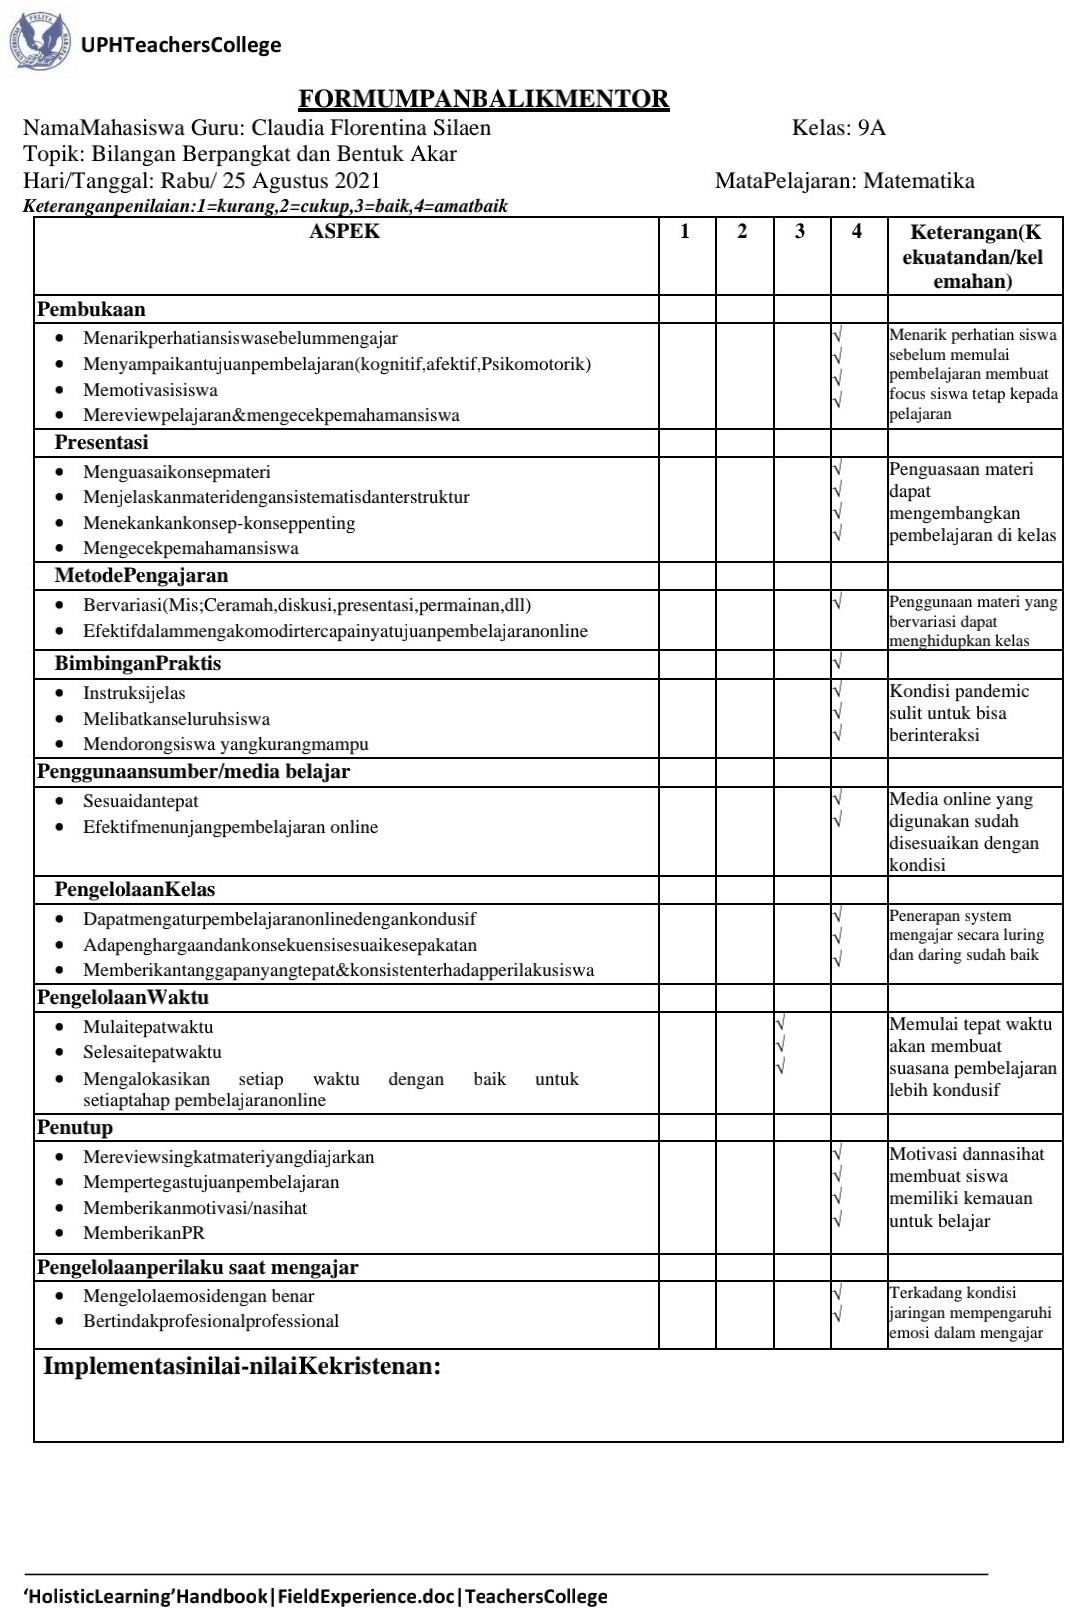 UPHTeachersCollege
FORMUMPANBALIKMENTOR
NamaMahasiswa Guru: Claudia Florentina Silaen Kelas: 9A
Topik: Bilangan Berpangkat dan Bentuk Akar
Hari/Tanggal: Rabu/ 25 Agustus 2021 MataPelajaran: Matematika
Keteranganpenilaian:1=kurang,2=cukup,3=baik,4=amatbaik
ASPEK 1 2 3 4 Keterangan(K
ekuatandan/kel
emahan)
Pembukaan
• Menarikperhatiansiswasebelummengajar √
• Menyampaikantujuanpembelajaran(kognitif,afektif,Psikomotorik) √
• Memotivasisiswa √
• Mereviewpelajaran&mengecekpemahamansiswa √
Menarik perhatian siswa
sebelum memulai
pembelajaran membuat
focus siswa tetap kepada
pelajaran
Presentasi
• Menguasaikonsepmateri √
• Menjelaskanmateridengansistematisdanterstruktur √
• Menekankankonsep-konseppenting √
• Mengecekpemahamansiswa √
Penguasaan materi
dapat
mengembangkan
pembelajaran di kelas
MetodePengajaran
• Bervariasi(Mis;Ceramah,diskusi,presentasi,permainan,dll) √
• Efektifdalammengakomodirtercapainyatujuanpembelajaranonline
Penggunaan materi yang
bervariasi dapat
menghidupkan kelas
BimbinganPraktis √
• Instruksijelas √
• Melibatkanseluruhsiswa √
• Mendorongsiswa yangkurangmampu √
Kondisi pandemic
sulit untuk bisa
berinteraksi
Penggunaansumber/media belajar
• Sesuaidantepat √
• Efektifmenunjangpembelajaran online √
Media online yang
digunakan sudah
disesuaikan dengan
kondisi
PengelolaanKelas
• Dapatmengaturpembelajaranonlinedengankondusif √
• Adapenghargaandankonsekuensisesuaikesepakatan √
• Memberikantanggapanyangtepat&konsistenterhadapperilakusiswa √
Penerapan system
mengajar secara luring
dan daring sudah baik
PengelolaanWaktu
• Mulaitepatwaktu √
• Selesaitepatwaktu √
• Mengalokasikan setiap waktu dengan baik untuk √
setiaptahap pembelajaranonline
Memulai tepat waktu
akan membuat
suasana pembelajaran
lebih kondusif
Penutup
• Mereviewsingkatmateriyangdiajarkan √
• Mempertegastujuanpembelajaran √
• Memberikanmotivasi/nasihat √
• MemberikanPR √
Motivasi dannasihat
membuat siswa
memiliki kemauan
untuk belajar
Pengelolaanperilaku saat mengajar
• Mengelolaemosidengan benar √
• Bertindakprofesionalprofessional √
Terkadang kondisi
jaringan mempengaruhi
emosi dalam mengajar
Implementasinilai-nilaiKekristenan:
‘HolisticLearning’Handbook|FieldExperience.doc|TeachersCollege